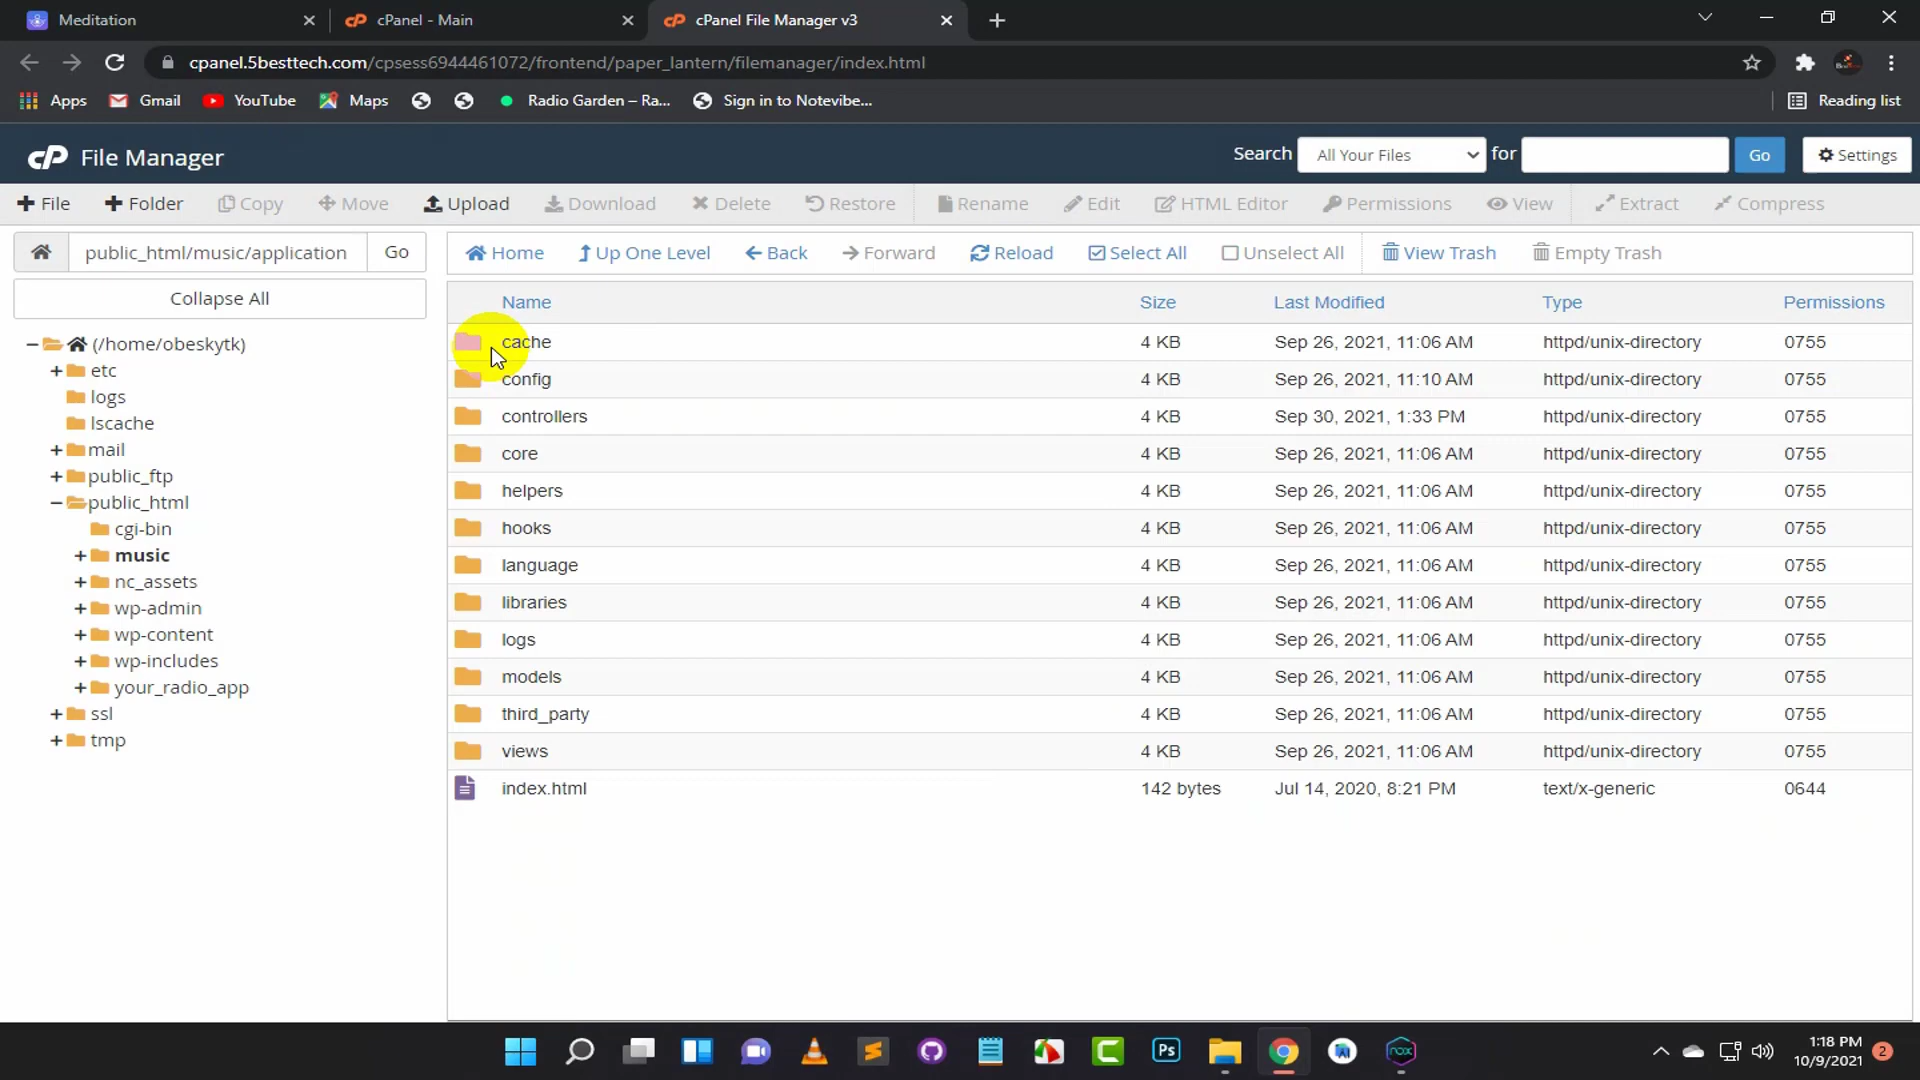 Meditation
cPanel - Main
cPanel File Manager v3
cpanel.5besttech.com/cpsess6944461072/frontend/paper_lantern/filemanager/index.html
Apps Gmail YouTube Maps Radio Garden – Ra... Sign in to Notevibe... Reading list
cP File Manager
Search All Your Files for Go Settings
File Folder Copy Move Upload Download Delete Restore Rename Edit HTML Editor Permissions View Extract Compress
public_html/music/application Go
Home Up One Level Back Forward Reload Select All Unselect All View Trash Empty Trash
Collapse All
(/home/obeskytk)
etc
logs
lscache
mail
public_ftp
public_html
cgi-bin
music
nc_assets
wp-admin
wp-content
wp-includes
your_radio_app
ssl
tmp
Name Size Last Modified Type Permissions
cache 4 KB Sep 26, 2021, 11:06 AM httpd/unix-directory 0755
config 4 KB Sep 26, 2021, 11:10 AM httpd/unix-directory 0755
controllers 4 KB Sep 30, 2021, 1:33 PM httpd/unix-directory 0755
core 4 KB Sep 26, 2021, 11:06 AM httpd/unix-directory 0755
helpers 4 KB Sep 26, 2021, 11:06 AM httpd/unix-directory 0755
hooks 4 KB Sep 26, 2021, 11:06 AM httpd/unix-directory 0755
language 4 KB Sep 26, 2021, 11:06 AM httpd/unix-directory 0755
libraries 4 KB Sep 26, 2021, 11:06 AM httpd/unix-directory 0755
logs 4 KB Sep 26, 2021, 11:06 AM httpd/unix-directory 0755
models 4 KB Sep 26, 2021, 11:06 AM httpd/unix-directory 0755
third_party 4 KB Sep 26, 2021, 11:06 AM httpd/unix-directory 0755
views 4 KB Sep 26, 2021, 11:06 AM httpd/unix-directory 0755
index.html 142 bytes Jul 14, 2020, 8:21 PM text/x-generic 0644
Ps
nox
1:18 PM
10/9/2021
2